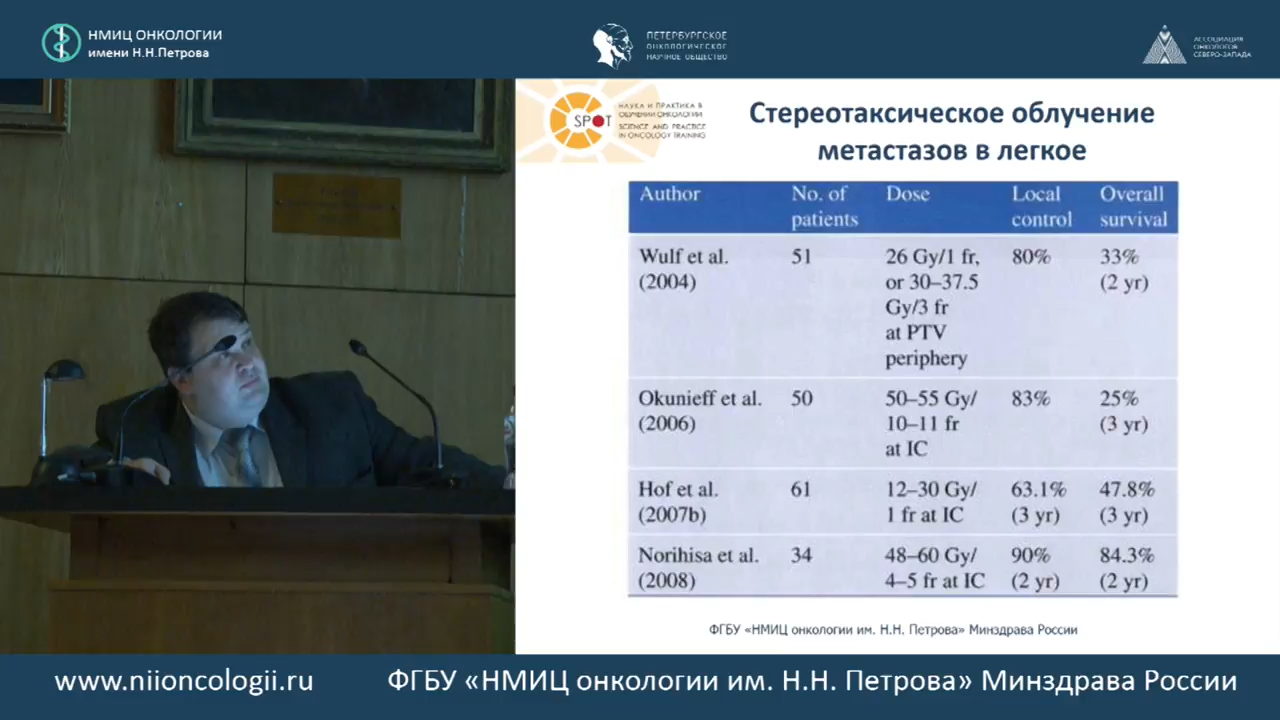 НМИЦ ОНКОЛОГИИ
имени Н.Н.Петрова
ПЕТЕРБУРГСКОЕ
ОНКОЛОГИЧЕСКОЕ
НАУЧНОЕ ОБЩЕСТВО
АССОЦИАЦИЯ
ОНКОЛОГОВ
СЕВЕРО-ЗАПАДА
SPOT
НАУКА И ПРАКТИКА В
ОБУЧЕНИИ ОНКОЛОГИИ
SCIENCE AND PRACTICE
IN ONCOLOGY TRAINING
Стереотаксическое облучение
метастазов в легкое
Author No. of patients Dose Local control Overall survival
Wulf et al. 51 26 Gy/1 fr, 80% 33%
(2004) or 30–37.5 (2 yr)
Gy/3 fr
at PTV
periphery
Okunieff et al. 50 50–55 Gy/ 83% 25%
(2006) 10–11 fr (3 yr)
at IC
Hof et al. 61 12–30 Gy/ 63.1% 47.8%
(2007b) 1 fr at IC (3 yr) (3 yr)
Norihisa et al. 34 48–60 Gy/ 90% 84.3%
(2008) 4–5 fr at IC (2 yr) (2 yr)
ФГБУ «НМИЦ онкологии им. Н.Н. Петрова» Минздрава России
www.niioncologii.ru ФГБУ «НМИЦ онкологии им. Н.Н. Петрова» Минздрава России